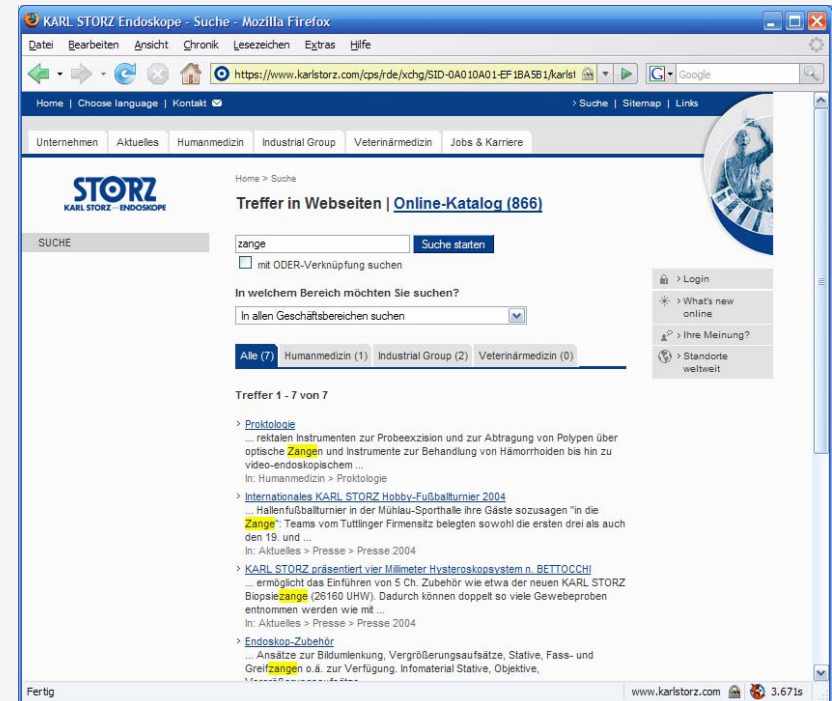 KARL STORZ Endoskope - Suche - Mozilla Firefox
Datei Bearbeiten Ansicht Chronik Lesezeichen Extras Hilfe
https://www.karlstorz.com/cps/rde/xchg/SID-0A010A01-EF1BA5B1/karlst
Google
Home | Choose language | Kontakt
> Suche | Sitemap | Links
Unternehmen Aktuelles Humanmedizin Industrial Group Veterinärmedizin Jobs & Karriere
STORZ
KARL STORZ – ENDOSKOPE
SUCHE
Home > Suche
Treffer in Webseiten | Online-Katalog (866)
zange Suche starten
mit ODER-Verknüpfung suchen
In welchem Bereich möchten Sie suchen?
In allen Geschäftsbereichen suchen
Alle (7) Humanmedizin (1) Industrial Group (2) Veterinärmedizin (0)
Treffer 1 - 7 von 7
> Proktologie
... rektalen Instrumenten zur Probeexzision und zur Abtragung von Polypen über
optische Zangen und Instrumente zur Behandlung von Hämorrhoiden bis hin zu
video-endoskopischem ...
In: Humanmedizin > Proktologie
> Internationales KARL STORZ Hobby-Fußballturnier 2004
... Hallenfußballturnier in der Mühlau-Sporthalle ihre Gäste sozusagen "in die
Zange": Teams vom Tuttlinger Firmensitz belegten sowohl die ersten drei als auch
den 19. und ...
In: Aktuelles > Presse > Presse 2004
> KARL STORZ präsentiert vier Millimeter Hysteroskopsystem n. BETTOCCHI
... ermöglicht das Einführen von 5 Ch. Zubehör wie etwa der neuen KARL STORZ
Biopsiezange (26160 UHW). Dadurch können doppelt so viele Gewebeproben
entnommen werden wie mit ...
In: Aktuelles > Presse > Presse 2004
> Endoskop-Zubehör
... Ansätze zur Bildumlenkung, Vergrößerungsaufsätze, Stative, Fass- und
Greifzangen o.ä. zur Verfügung. Infomaterial Stative, Objektive,
> Login
> What's new
online
> Ihre Meinung?
> Standorte
weltweit
Fertig
www.karlstorz.com 3.671s